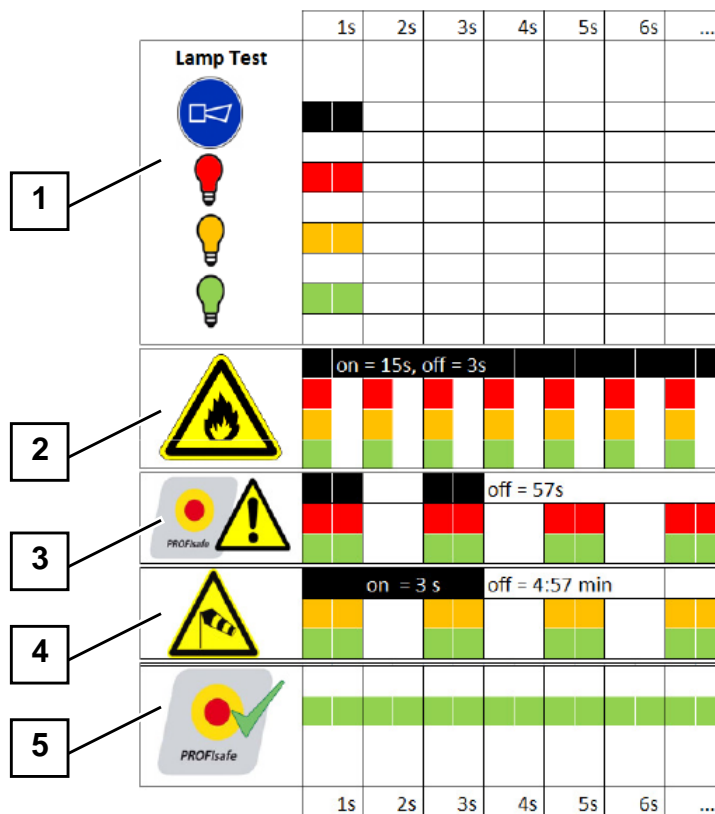 1s 2s 3s 4s 5s 6s ...
Lamp Test
1
on = 15s, off = 3s
2
off = 57s
PROFIsafe
3
on = 3 s off = 4:57 min
4
PROFIsafe
5
1s 2s 3s 4s 5s 6s ...